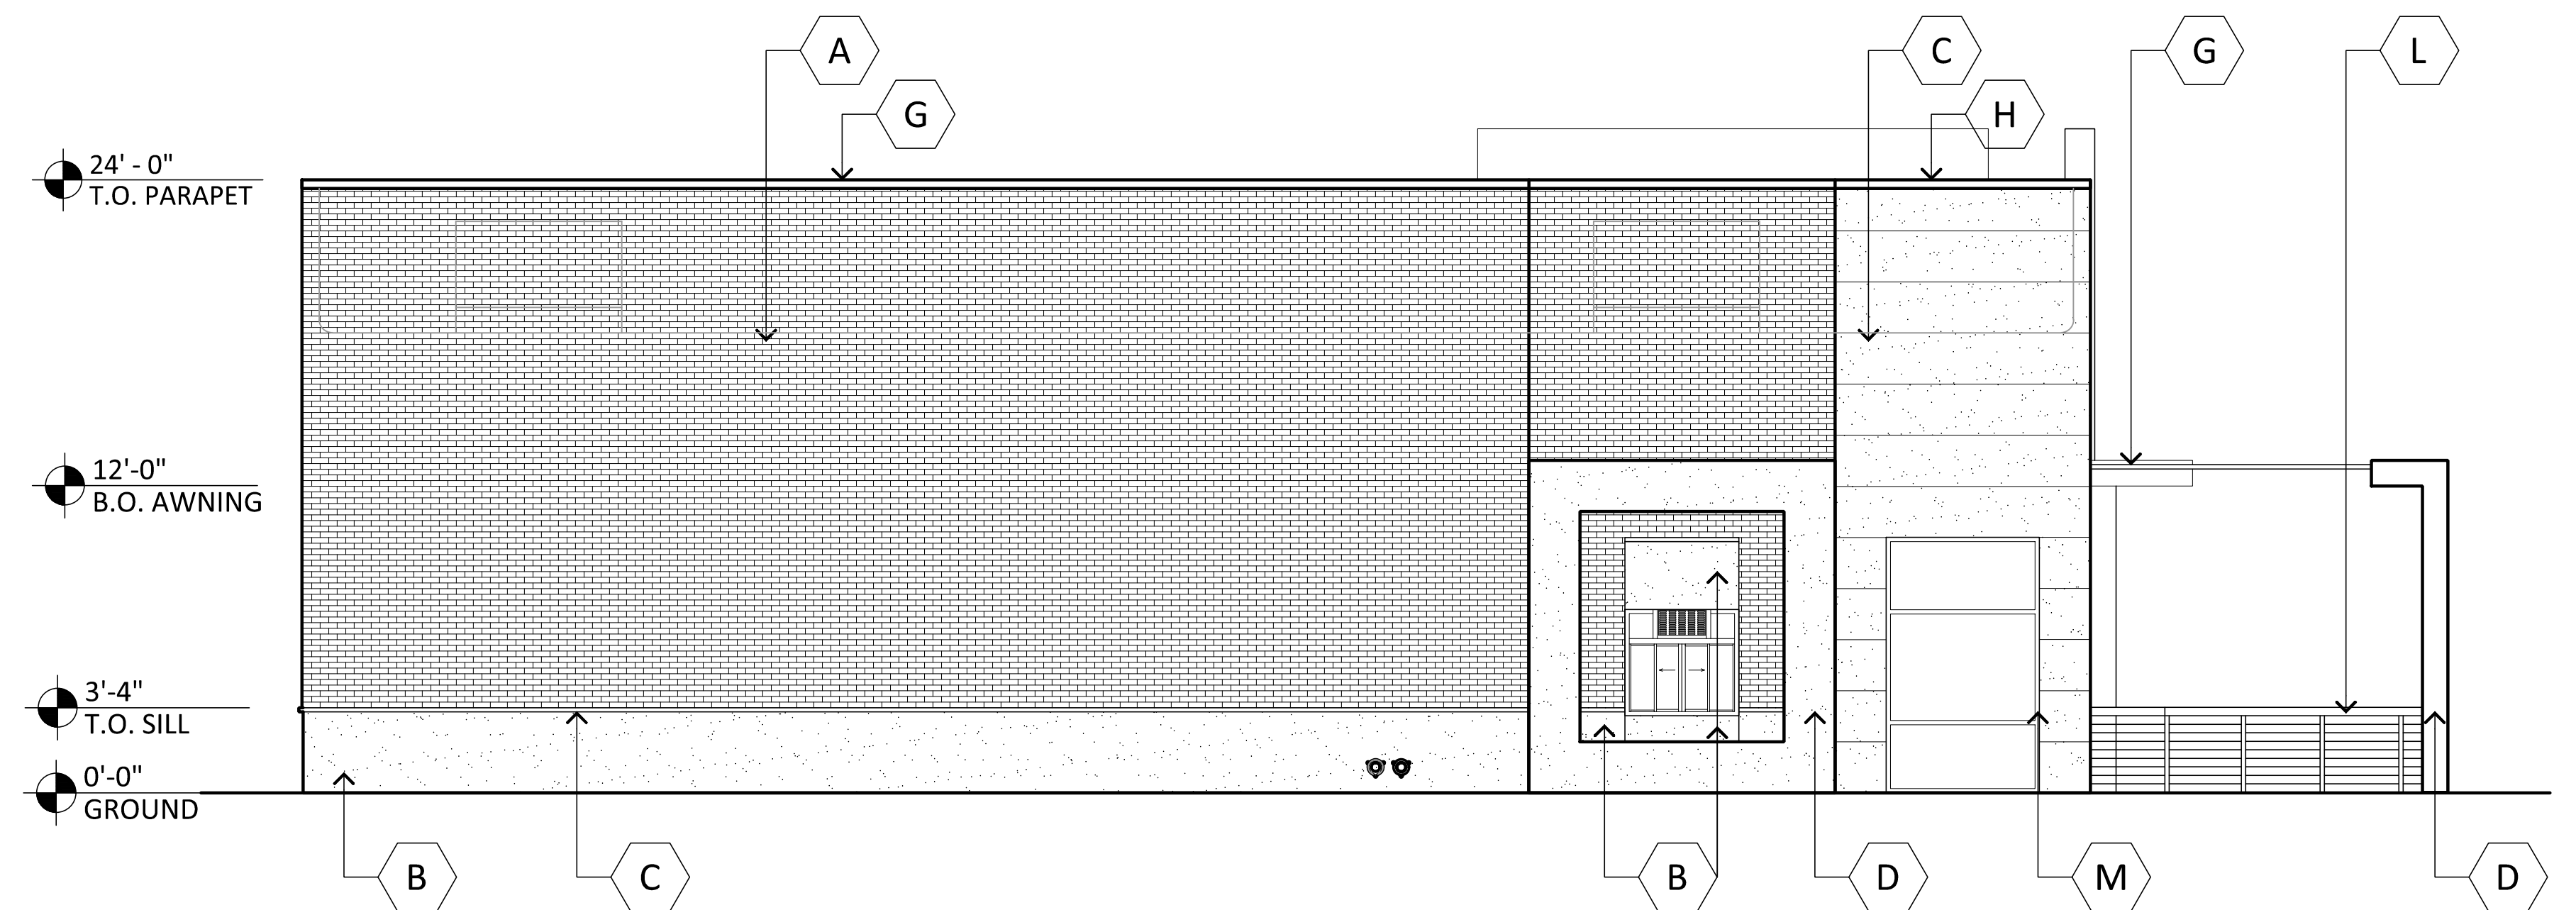 A
C
G
L
G
H
24' - 0"
T.O. PARAPET
12'-0"
B.O. AWNING
3'-4"
T.O. SILL
0'-0"
GROUND
B
C
B
D
M
D